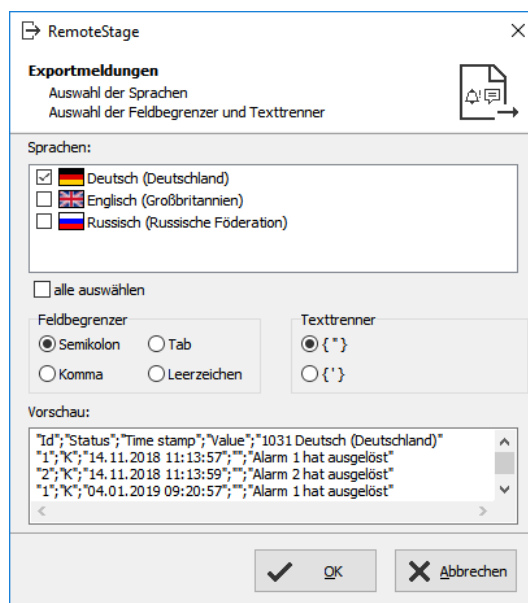 RemoteStage
Exportmeldungen
Auswahl der Sprachen
Auswahl der Feldbegrenzer und Texttrenner
Sprachen:
Deutsch (Deutschland)
Englisch (Großbritannien)
Russisch (Russische Föderation)
alle auswählen
Feldbegrenzer
Semikolon
Tab
Komma
Leerzeichen
Texttrenner
{"}
{'}
Vorschau:
"Id";"Status";"Time stamp";"Value";"1031 Deutsch (Deutschland)"
"1";"K";"14.11.2018 11:13:57";"";"Alarm 1 hat ausgelöst"
"2";"K";"14.11.2018 11:13:59";"";"Alarm 2 hat ausgelöst"
"1";"K";"04.01.2019 09:20:57";"";"Alarm 1 hat ausgelöst"
OK
Abbrechen